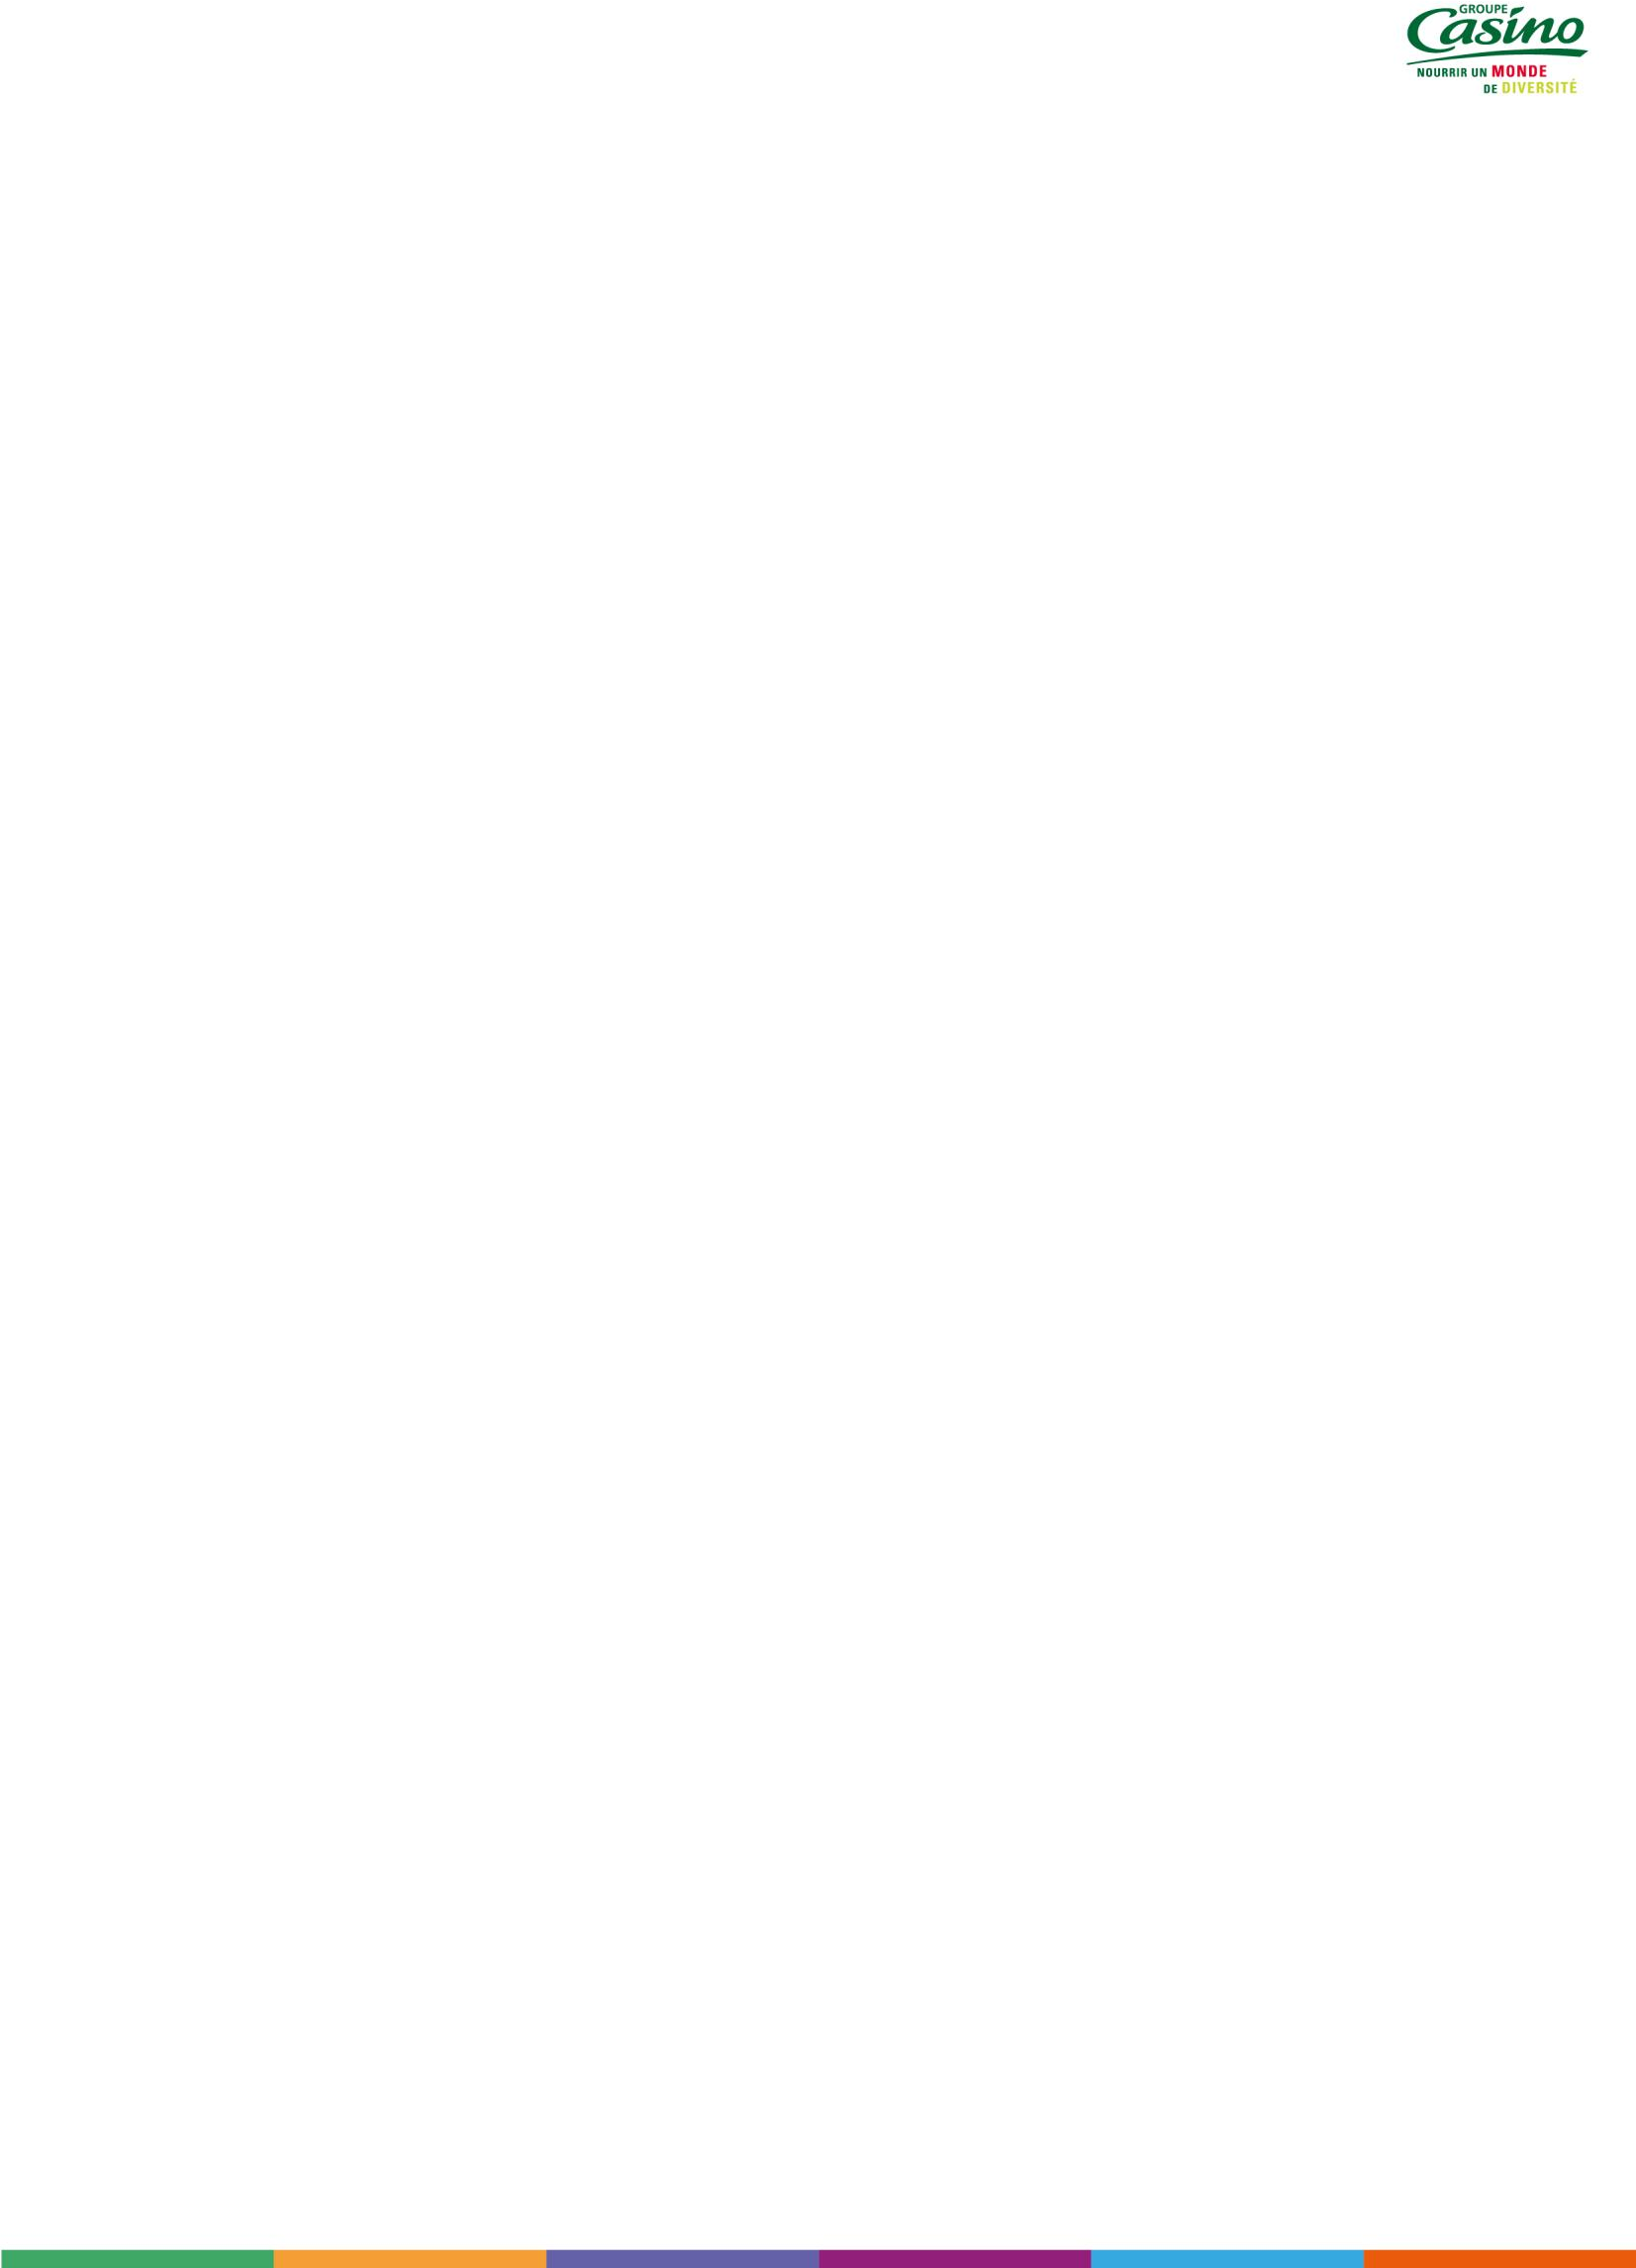 GROUPE
Casino
NOURRIR UN MONDE
DE DIVERSITÉ